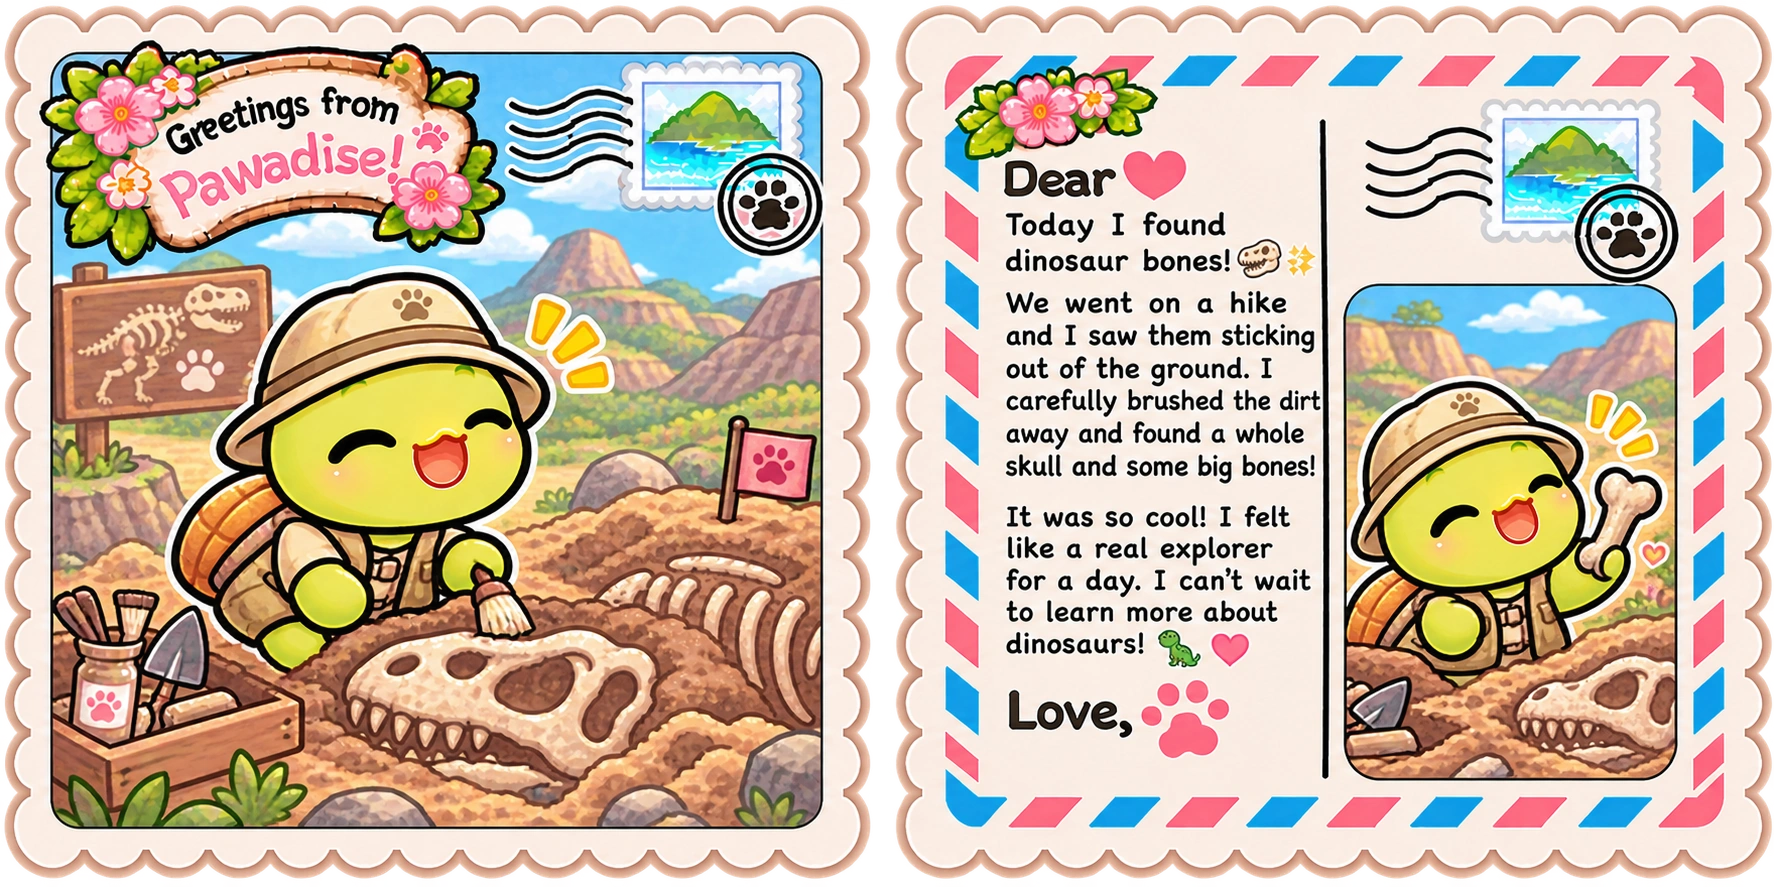 Greetings from
Pawadise!
Dear
Today I found
dinosaur bones!
We went on a hike
and I saw them sticking
out of the ground. I
carefully brushed the dirt
away and found a whole
skull and some big bones!
It was so cool! I felt
like a real explorer
for a day. I can't wait
to learn more about
dinosaurs!
Love,